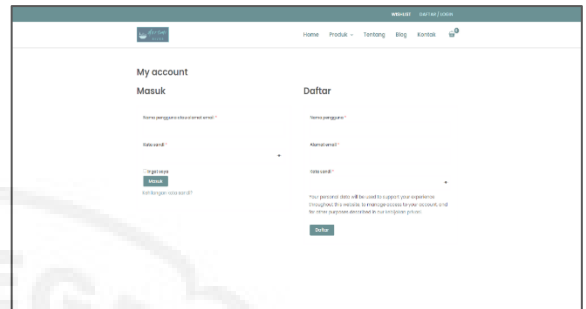 WISHLIST DAFTAR / LOGIN
Home Produk Tentang Blog Kontak 0
My account
Masuk
Nama pengguna atau alamat email *
Kata sandi *
Ingat saya
Masuk
Kehilangan kata sandi?
Daftar
Nama pengguna *
Alamat email *
Kata sandi *
Your personal data will be used to support your experience
throughout this website, to manage access to your account, and
for other purposes described in our kebijakan privasi.
Daftar